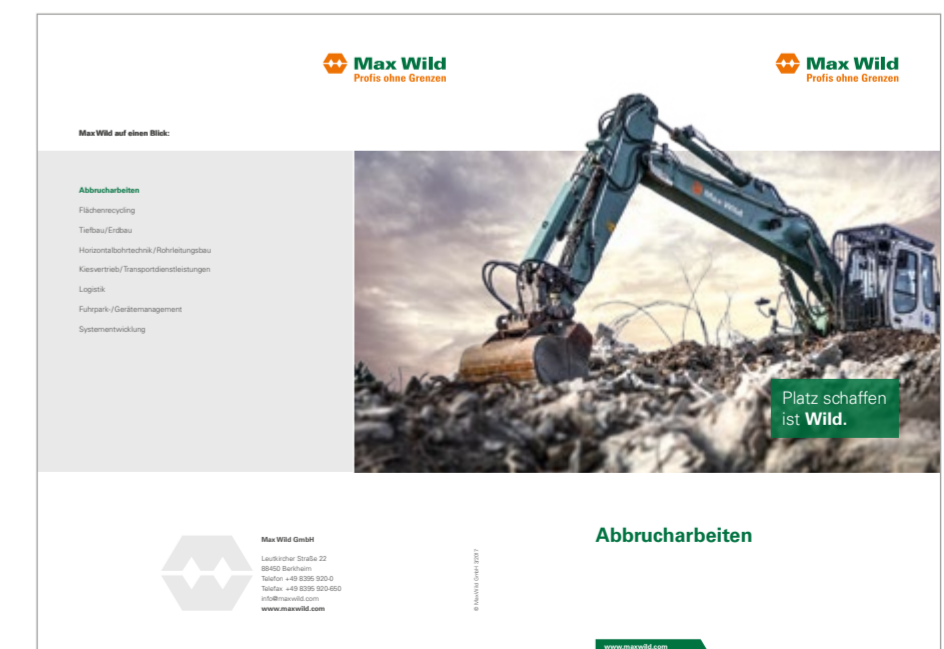 Max Wild
Profis ohne Grenzen
Max Wild auf einen Blick:
Abbrucharbeiten
Flächenrecycling
Tiefbau/Erdbau
Horizontalbohrtechnik/Rohrleitungsbau
Kiesvertrieb/Transportdienstleistungen
Logistik
Fuhrpark-/Gerätemanagement
Systementwicklung
Max Wild GmbH
Leutkircher Straße 22
88450 Berkheim
Telefon +49 8395 920-0
Telefax +49 8395 920-650
info@maxwild.com
www.maxwild.com
Max Wild
Profis ohne Grenzen
Max Wild
Platz schaffen
ist Wild.
Abbrucharbeiten
www.maxwild.com
© Max Wild GmbH